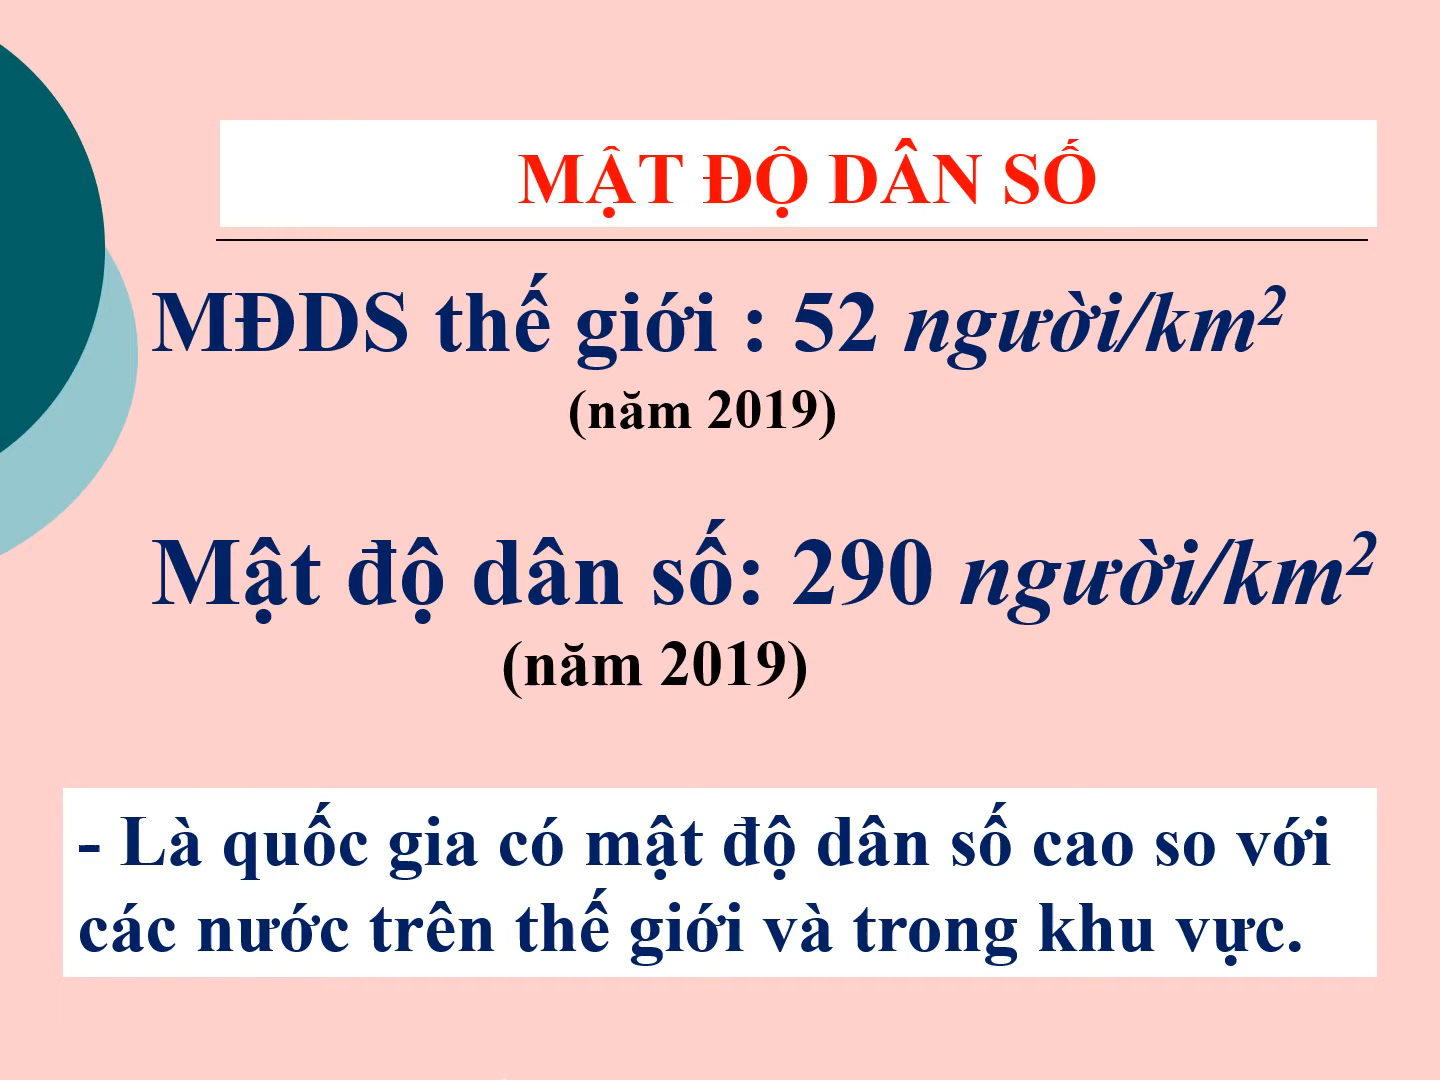 MẬT ĐỘ DÂN SỐ
MĐDS thế giới : 52 người/km²
(năm 2019)
Mật độ dân số: 290 người/km²
(năm 2019)
- Là quốc gia có mật độ dân số cao so với
các nước trên thế giới và trong khu vực.